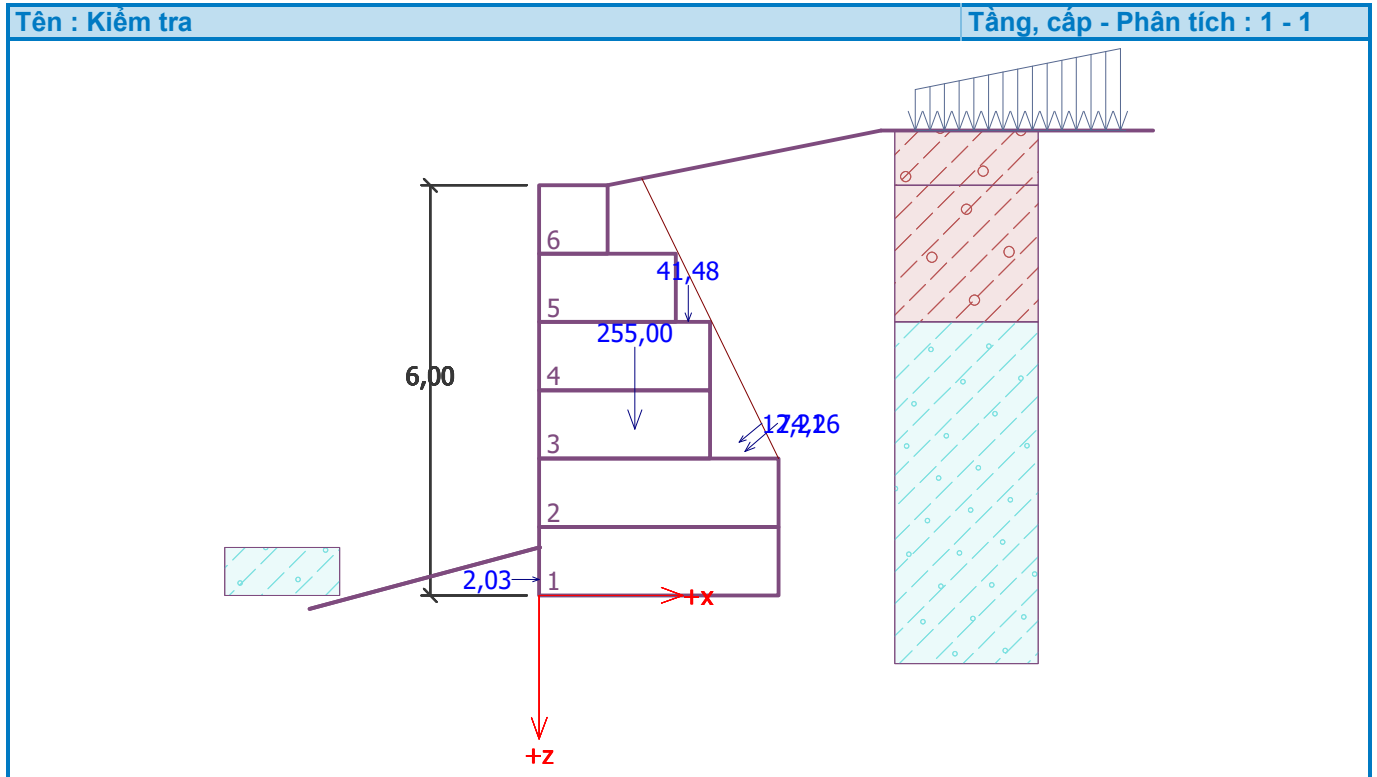 Tên : Kiểm tra
Tầng, cấp - Phân tích : 1 - 1
6
41,48
5
255,00
6,00
4
3
2
2,03
1
+x
+z